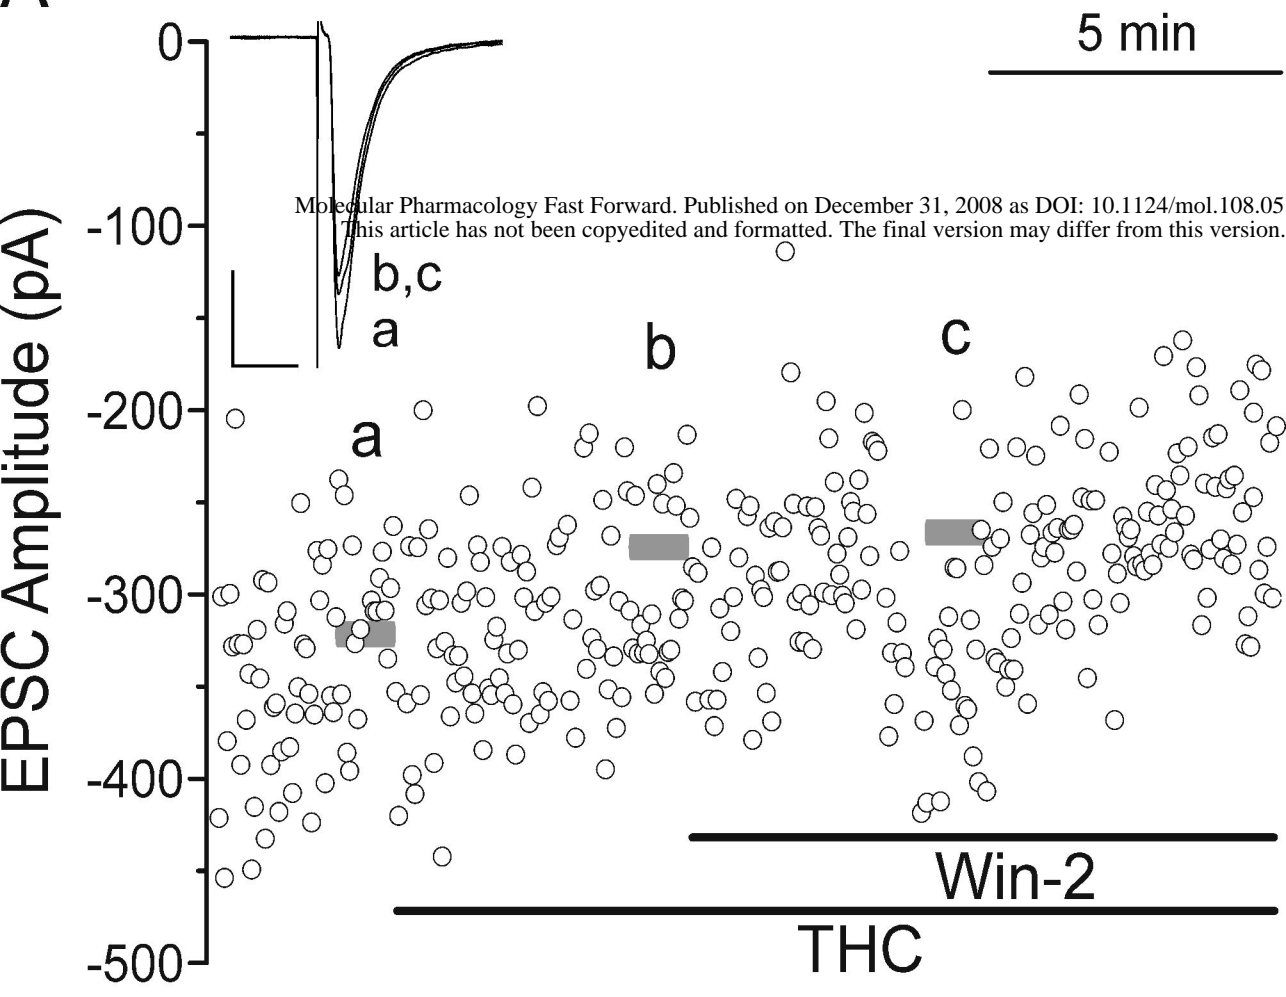 A
0
5 min
Molecular Pharmacology Fast Forward. Published on December 31, 2008 as DOI: 10.1124/mol.108.05
This article has not been copyedited and formatted. The final version may differ from this version.
-100
b,c
a
b
c
-200
a
EPSC Amplitude (pA)
-300
-400
Win-2
THC
-500